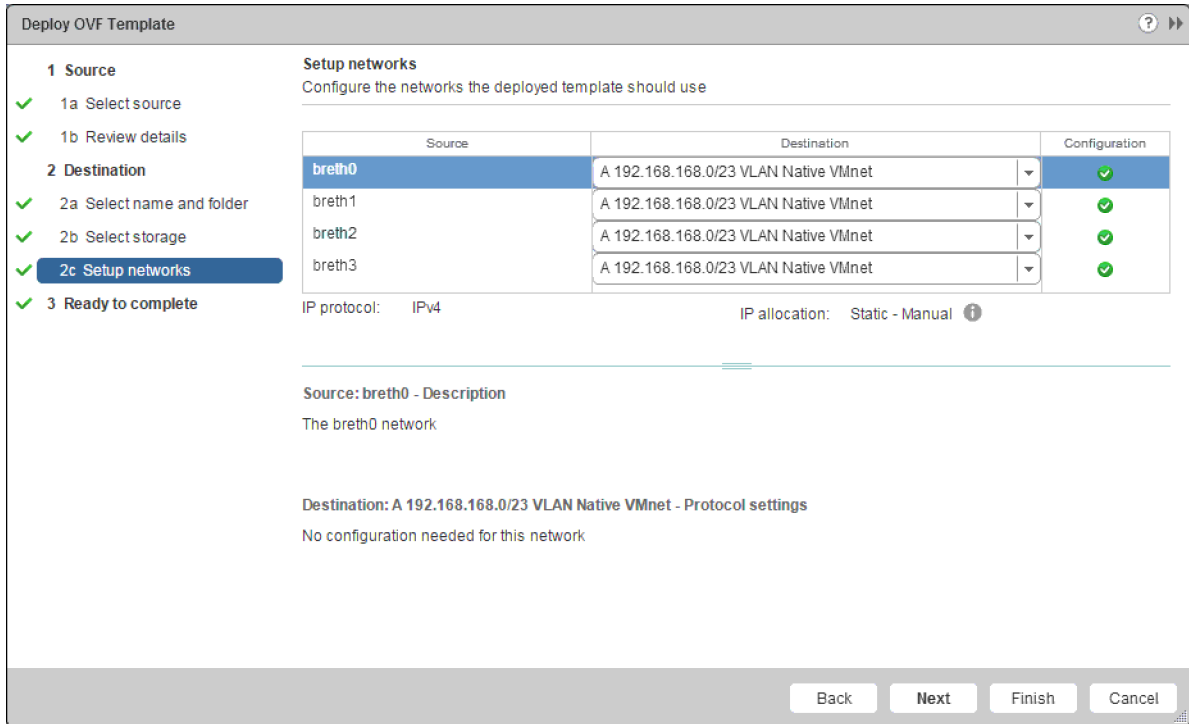 Deploy OVF Template
1 Source
1a Select source
1b Review details
2 Destination
2a Select name and folder
2b Select storage
2c Setup networks
3 Ready to complete
Setup networks
Configure the networks the deployed template should use
Source Destination Configuration
breth0 A 192.168.168.0/23 VLAN Native VMnet
breth1 A 192.168.168.0/23 VLAN Native VMnet
breth2 A 192.168.168.0/23 VLAN Native VMnet
breth3 A 192.168.168.0/23 VLAN Native VMnet
IP protocol: IPv4 IP allocation: Static - Manual
Source: breth0 - Description
The breth0 network
Destination: A 192.168.168.0/23 VLAN Native VMnet - Protocol settings
No configuration needed for this network
Back Next Finish Cancel